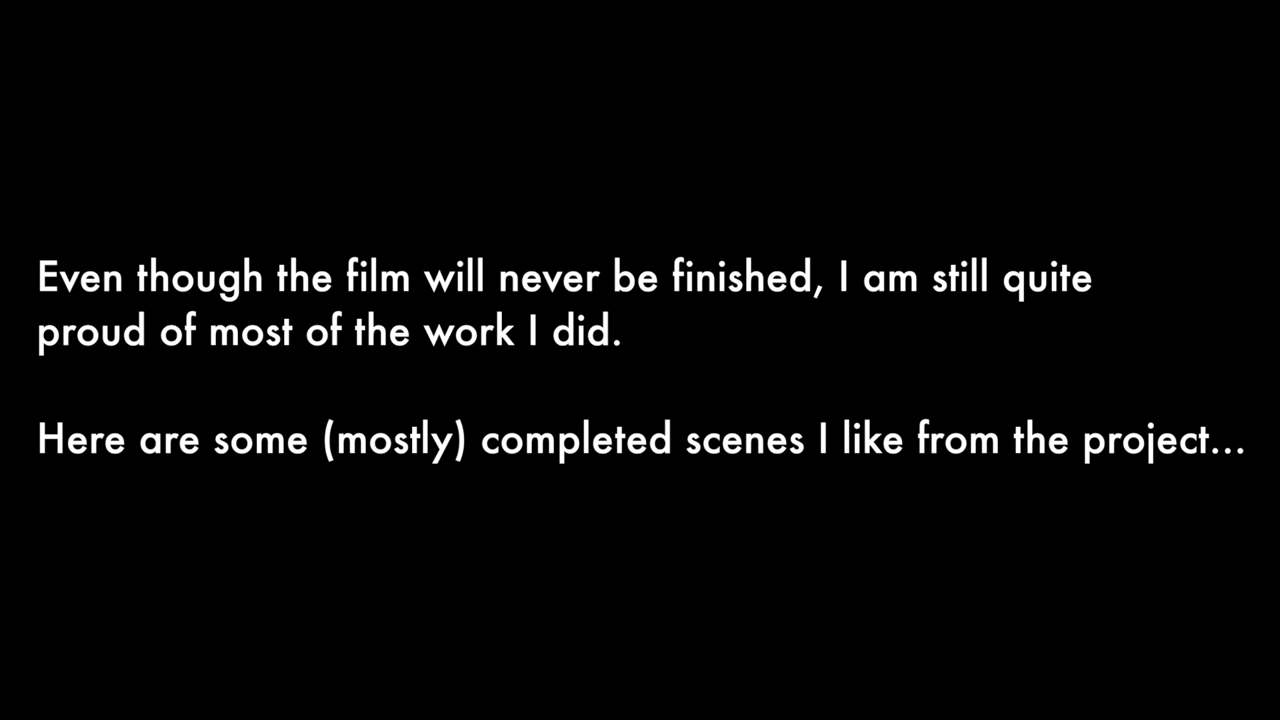 Even though the film will never be finished, I am still quite
proud of most of the work I did.
Here are some (mostly) completed scenes I like from the project...